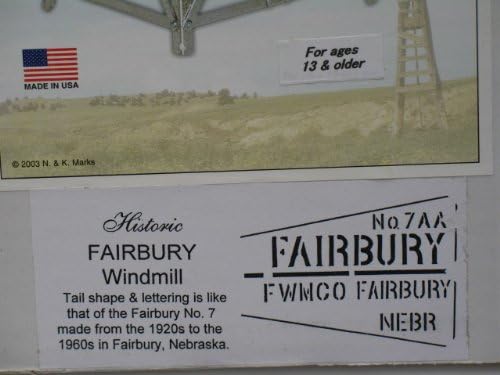 For ages
13 & older
MADE IN USA
© 2003 N. & K. Marks
Historic
FAIRBURY
Windmill
Tail shape & lettering is like
that of the Fairbury No. 7
made from the 1920s to the
1960s in Fairbury, Nebraska.
No. 7AA
FAIRBURY
FWMCO FAIRBURY
NEBR